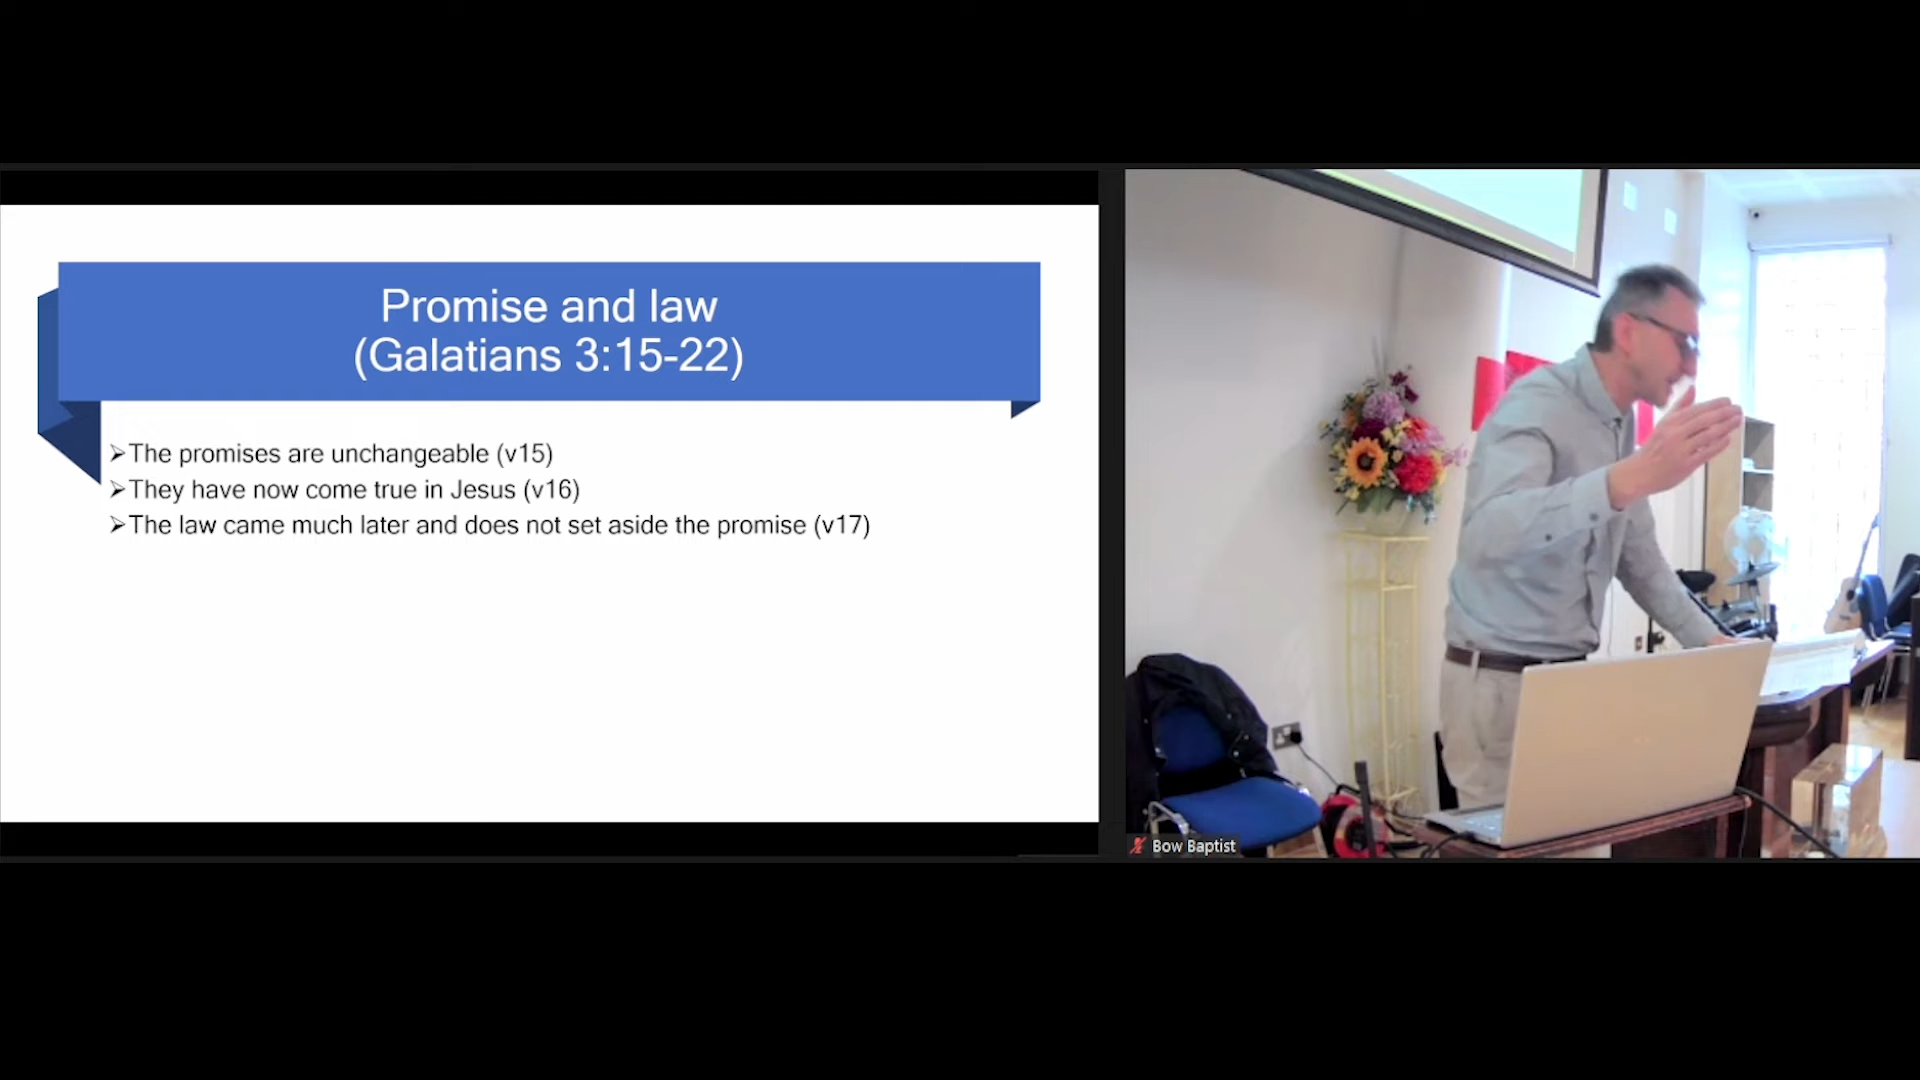 Promise and law
(Galatians 3:15-22)
➢The promises are unchangeable (v15)
➢They have now come true in Jesus (v16)
➢The law came much later and does not set aside the promise (v17)
Bow Baptist